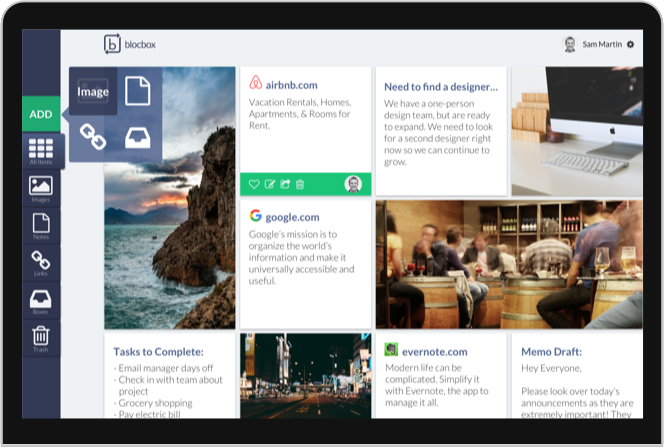 blocbox
Sam Martin
ADD
Image
All Items
Images
Notes
Links
Boxes
Trash
airbnb.com
Vacation Rentals, Homes,
Apartments, & Rooms for
Rent.
Need to find a designer...
We have a one-person
design team, but are ready
to expand. We need to look
for a second designer right
now so we can continue to
grow.
google.com
Google's mission is to
organize the world's
information and make it
universally accessible and
useful.
Tasks to Complete:
- Email manager days off
- Check in with team about
project
- Grocery shopping
- Pay electric bill
evernote.com
Modern life can be
complicated. Simplify it
with Evernote, the app to
manage it all.
Memo Draft:
Hey Everyone,
Please look over today's
announcements as they are
extremely important! They